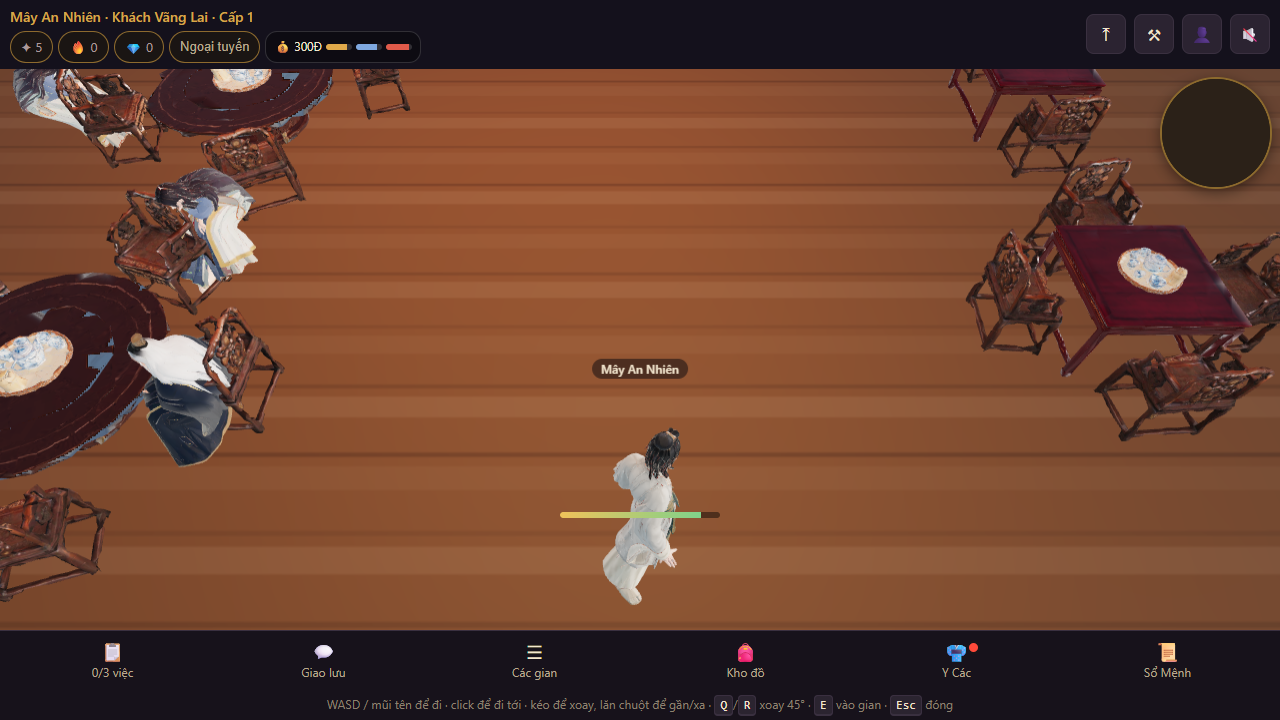 Mây An Nhiên · Khách Vãng Lai · Cấp 1
5
0
0
Ngoại tuyến
300Đ
Mây An Nhiên
0/3 việc
Giao lưu
Các gian
Kho đồ
Y Các
Sổ Mệnh
WASD / mũi tên để đi · click để đi tới · kéo để xoay, lăn chuột để gần/xa · Q/R xoay 45° · E vào gian · Esc đóng